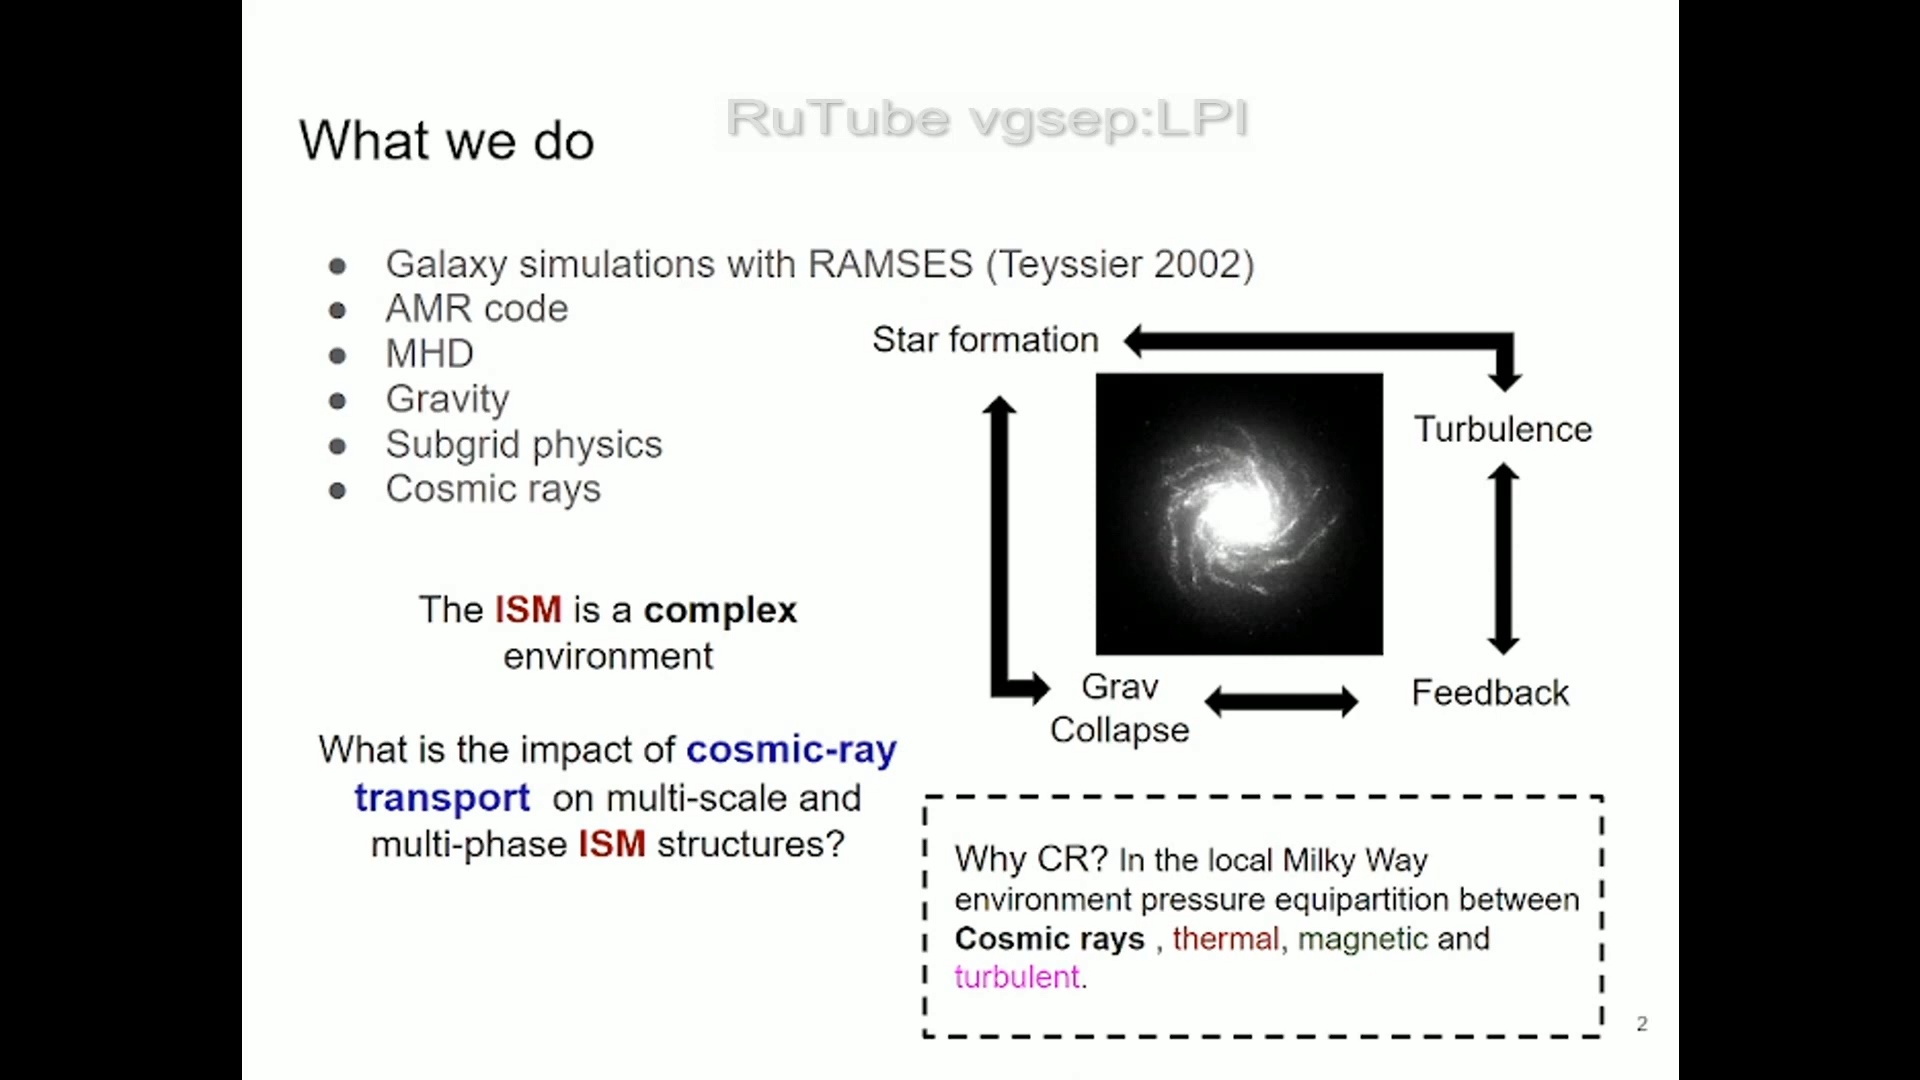 RuTube vgsep:LPI
What we do
● Galaxy simulations with RAMSES (Teyssier 2002)
● AMR code
● MHD
● Gravity
● Subgrid physics
● Cosmic rays
Star formation
Turbulence
Grav
Collapse
Feedback
The ISM is a complex
environment
What is the impact of cosmic-ray
transport on multi-scale and
multi-phase ISM structures?
Why CR? In the local Milky Way
environment pressure equipartition between
Cosmic rays , thermal, magnetic and
turbulent.
2